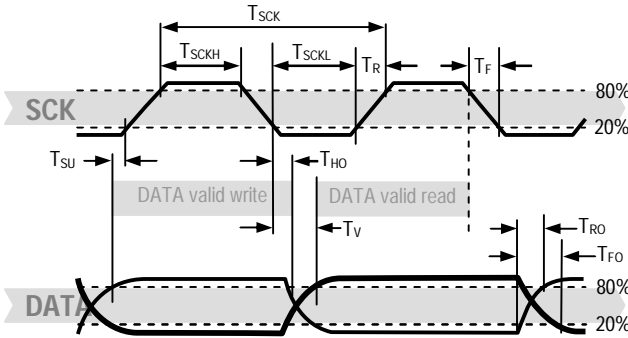 TSCK
TSCKH TSCKL TR TF
80%
SCK
20%
TSU THO
DATA valid write DATA valid read
TV
TRO
TFO
80%
DATA
20%